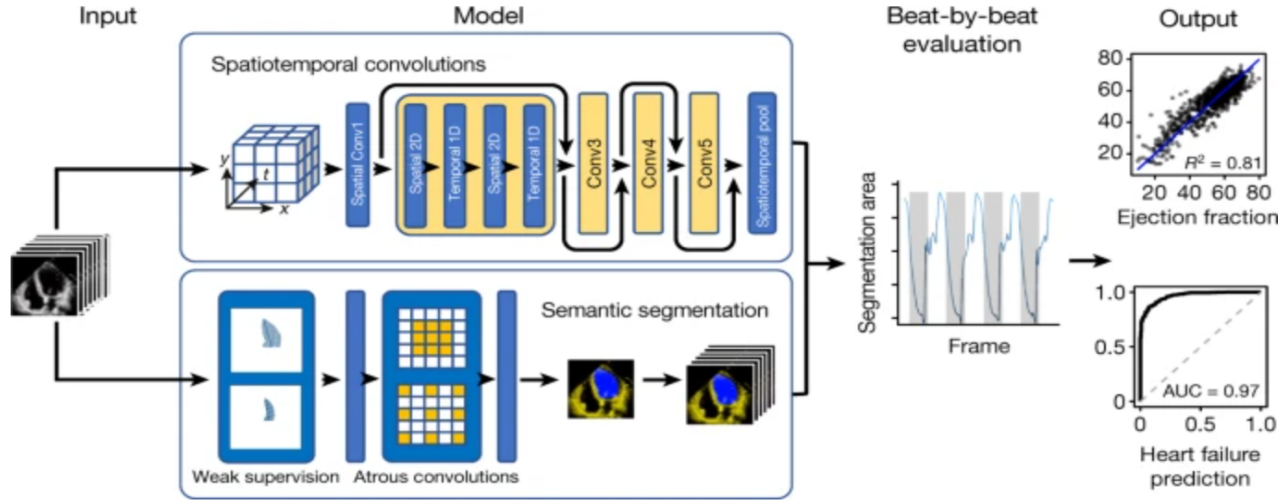 Input
Model
Beat-by-beat
evaluation
Output
Spatiotemporal convolutions
y
t
x
Spatial Conv1
Spatial 2D
Temporal 1D
Spatial 2D
Temporal 1D
Conv3
Conv4
Conv5
Spatiotemporal pool
80
60
40
20
R² = 0.81
20 40 60 80
Ejection fraction
Segmentation area
Frame
Semantic segmentation
Weak supervision
Atrous convolutions
1.0
0.5
0
AUC = 0.97
0 0.5 1.0
Heart failure
prediction